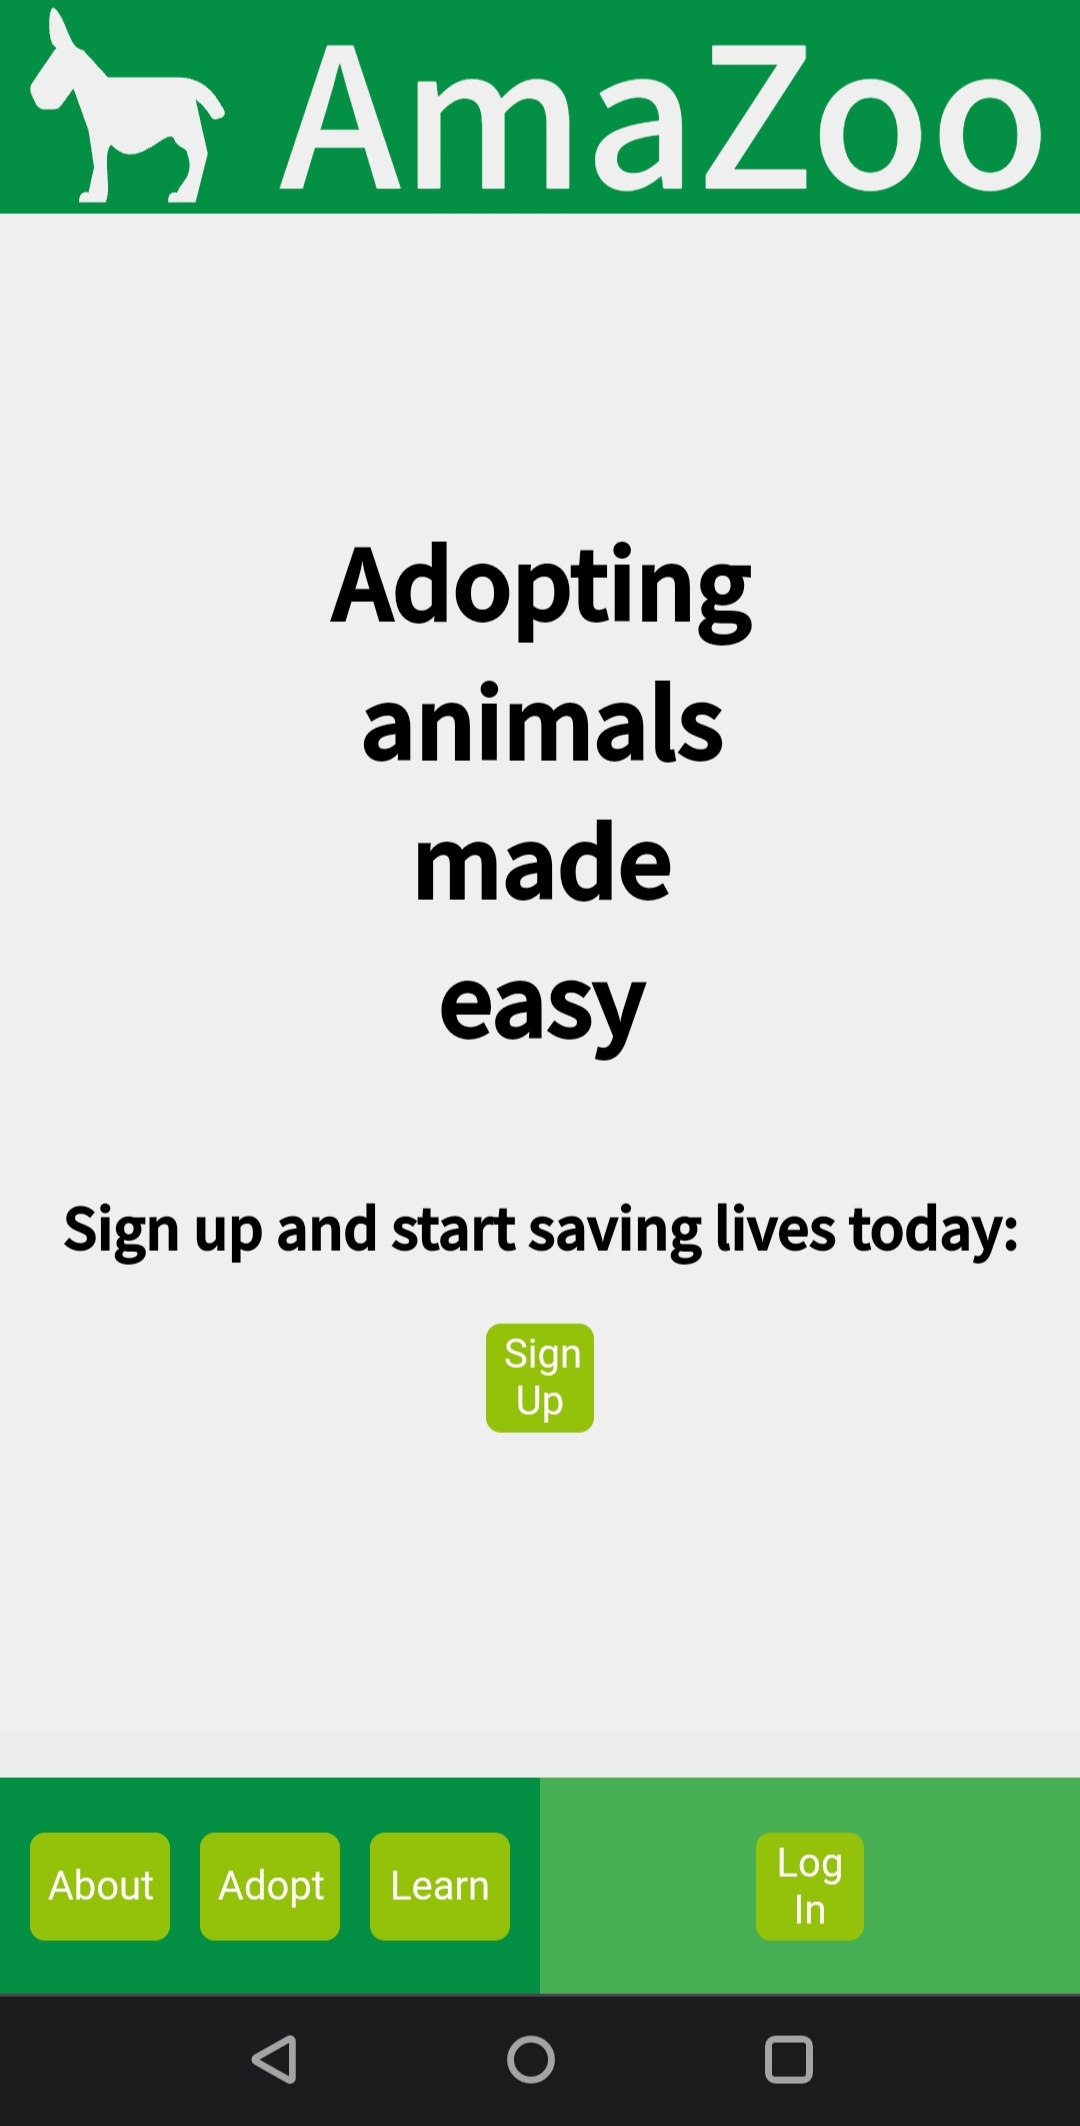 AmaZoo
Adopting
animals
made
easy
Sign up and start saving lives today:
Sign
Up
About
Adopt
Learn
Log
In